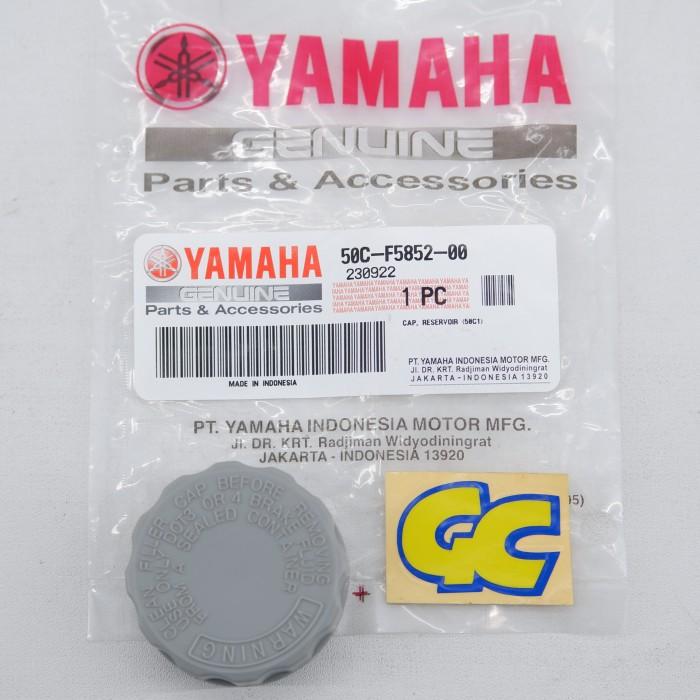 YAMAHA
GENUINE
Parts & Accessories
YAMAHA
GENUINE
Parts & Accessories
50C-F5852-00
230922
1 PC
CAP, RESERVOIR (50C1)
MADE IN INDONESIA
PT. YAMAHA INDONESIA MOTOR MFG.
Jl. DR. KRT. Radjiman Widyodiningrat
JAKARTA - INDONESIA 13920
PT. YAMAHA INDONESIA MOTOR MFG.
Jl. DR. KRT. Radjiman Widyodiningrat
JAKARTA - INDONESIA 13920
95)
CLEAN FILLER CAP BEFORE REMOVING
USE ONLY DOT3 OR 4 BRAKE FLUID
FROM A SEALED CONTAINER
WARNING
GC